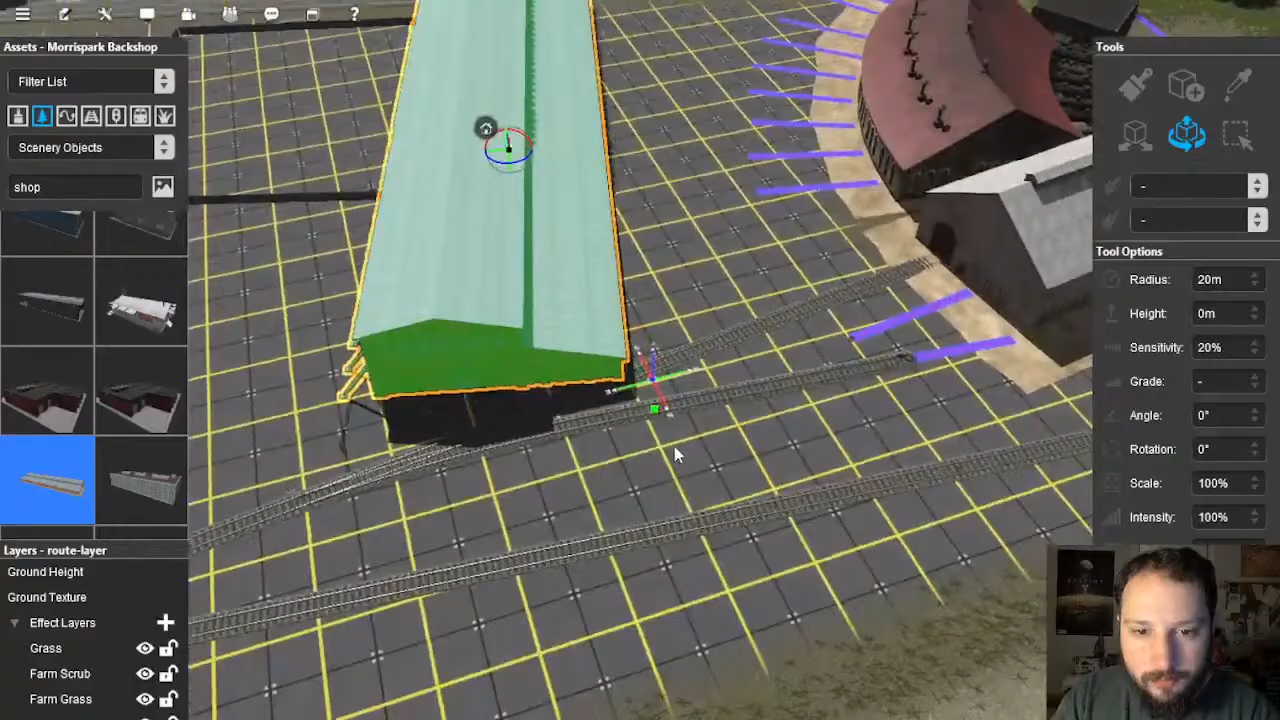 ?
Assets - Morrispark Backshop
Filter List
Scenery Objects
shop
Layers - route-layer
Ground Height
Ground Texture
Effect Layers
Grass
Farm Scrub
Farm Grass
Tools
-
-
Tool Options
Radius: 20m
Height: 0m
Sensitivity: 20%
Grade: -
Angle: 0°
Rotation: 0°
Scale: 100%
Intensity: 100%